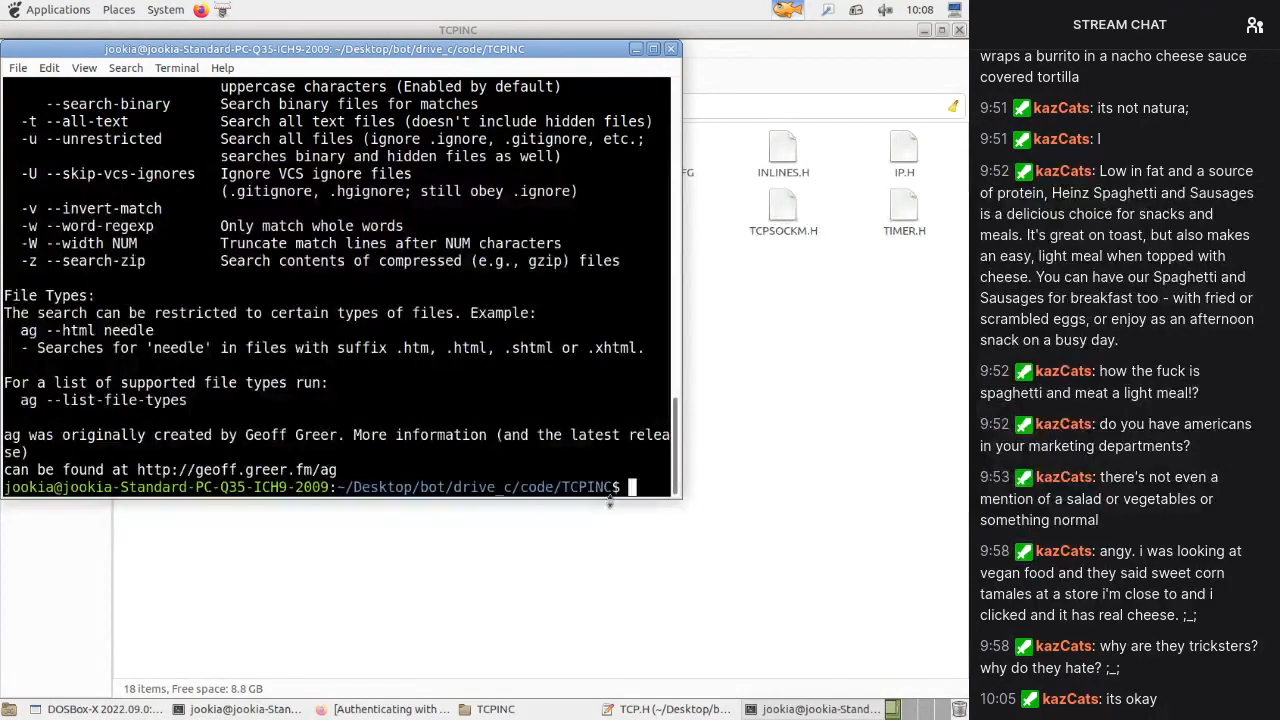 Applications Places System 10:08
TCPINC
jookia@jookia-Standard-PC-Q35-ICH9-2009: ~/Desktop/bot/drive_c/code/TCPINC
File Edit View Search Terminal Help
uppercase characters (Enabled by default)
--search-binary Search binary files for matches
-t --all-text Search all text files (doesn't include hidden files)
-u --unrestricted Search all files (ignore .ignore, .gitignore, etc.;
searches binary and hidden files as well)
-U --skip-vcs-ignores Ignore VCS ignore files
(.gitignore, .hgignore; still obey .ignore)
-v --invert-match
-w --word-regexp Only match whole words
-W --width NUM Truncate match lines after NUM characters
-z --search-zip Search contents of compressed (e.g., gzip) files
File Types:
The search can be restricted to certain types of files. Example:
ag --html needle
- Searches for 'needle' in files with suffix .htm, .html, .shtml or .xhtml.
For a list of supported file types run:
ag --list-file-types
ag was originally created by Geoff Greer. More information (and the latest relea
se)
can be found at http://geoff.greer.fm/ag
jookia@jookia-Standard-PC-Q35-ICH9-2009:~/Desktop/bot/drive_c/code/TCPINC$
FG INLINES.H IP.H
TCPSOCKM.H TIMER.H
18 items, Free space: 8.8 GB
DOSBox-X 2022.09.0:... jookia@jookia-Stan... [Authenticating with ... TCPINC TCP.H (~/Desktop/b... jookia@jookia-Stand...
STREAM CHAT
wraps a burrito in a nacho cheese sauce
covered tortilla
9:51 kazCats: its not natura;
9:51 kazCats: l
9:52 kazCats: Low in fat and a source
of protein, Heinz Spaghetti and Sausages
is a delicious choice for snacks and
meals. It's great on toast, but also makes
an easy, light meal when topped with
cheese. You can have our Spaghetti and
Sausages for breakfast too - with fried or
scrambled eggs, or enjoy as an afternoon
snack on a busy day.
9:52 kazCats: how the fuck is
spaghetti and meat a light meal!?
9:52 kazCats: do you have americans
in your marketing departments?
9:53 kazCats: there's not even a
mention of a salad or vegetables or
something normal
9:58 kazCats: angy. i was looking at
vegan food and they said sweet corn
tamales at a store i'm close to and i
clicked and it has real cheese. ;_;
9:58 kazCats: why are they tricksters?
why do they hate? ;_;
10:05 kazCats: its okay